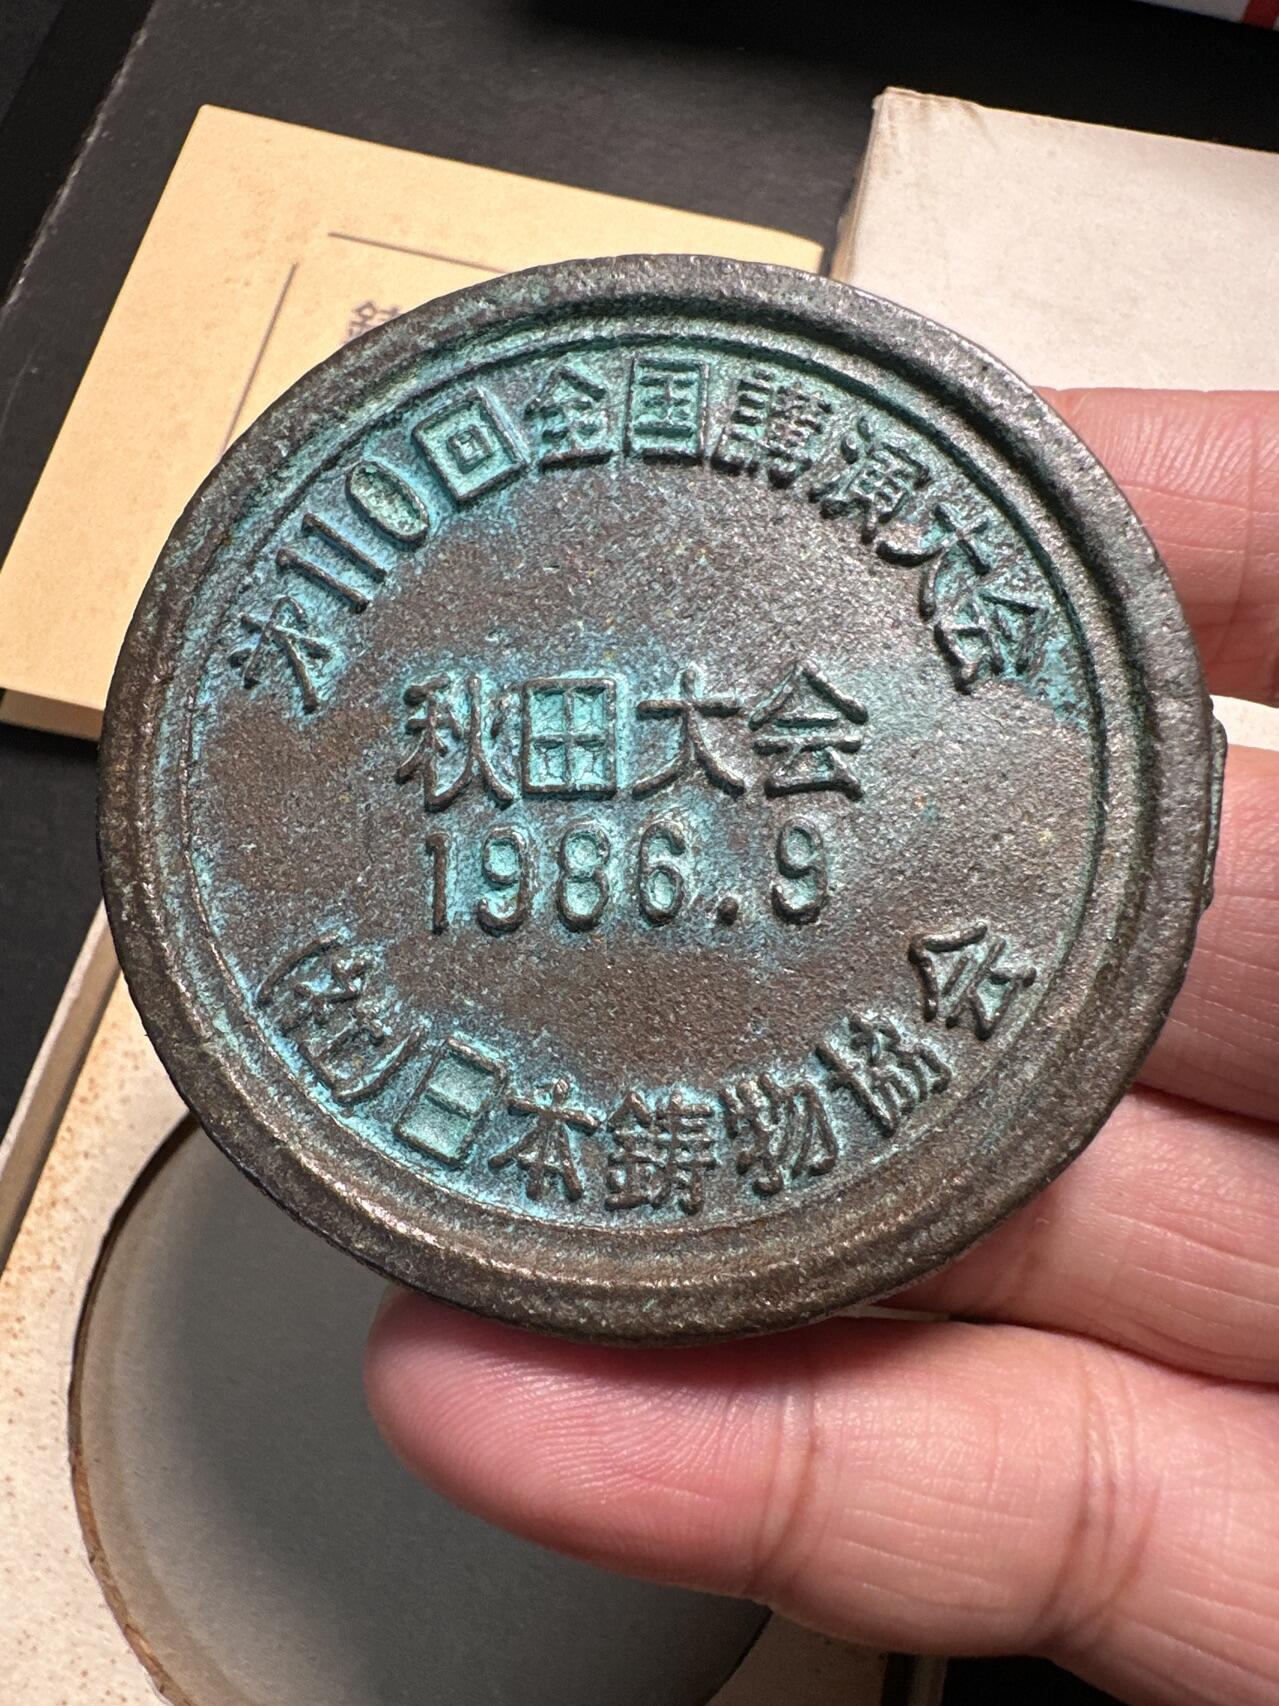 㐧110回全国講演大会
秋田大会
1986.9
(社)日本鋳物協会